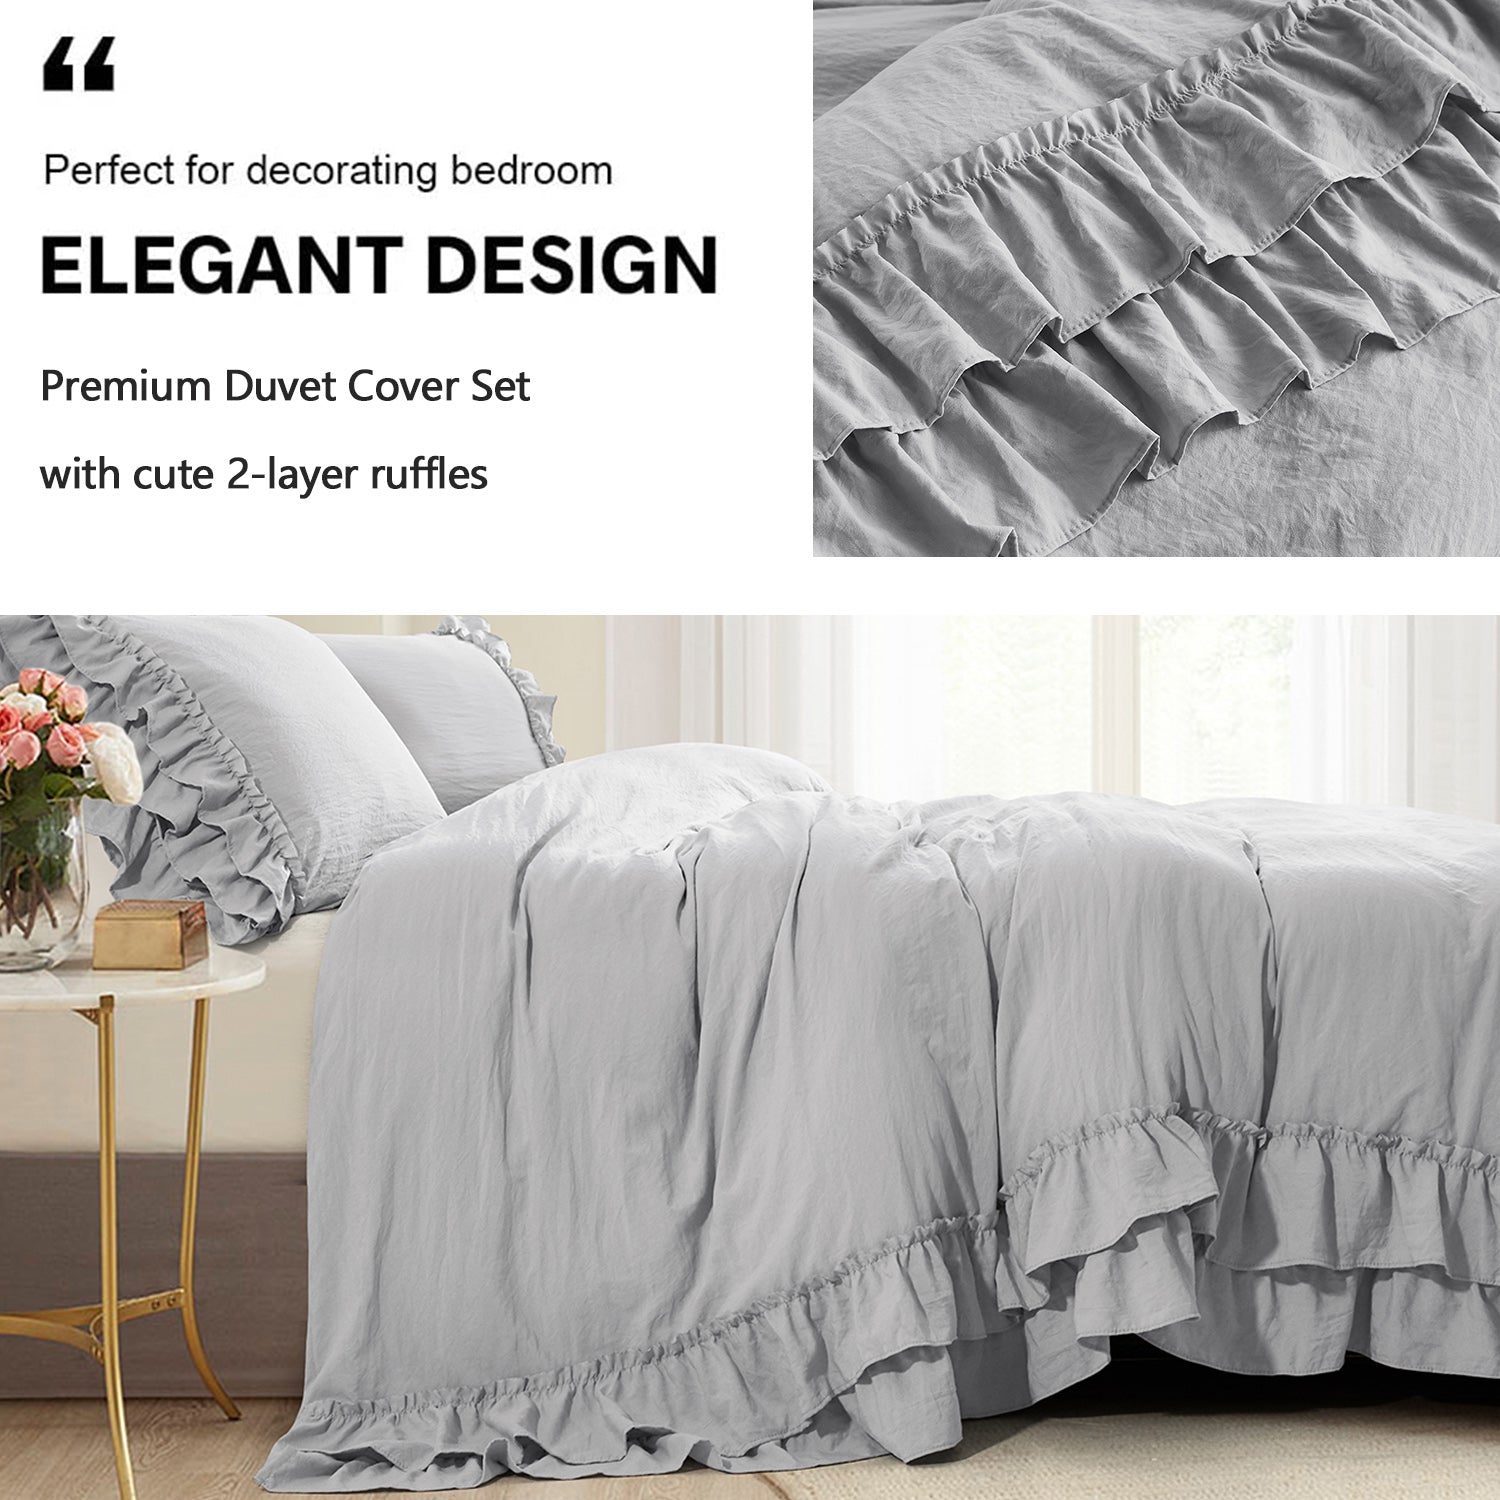 “
Perfect for decorating bedroom
ELEGANT DESIGN
Premium Duvet Cover Set
with cute 2-layer ruffles